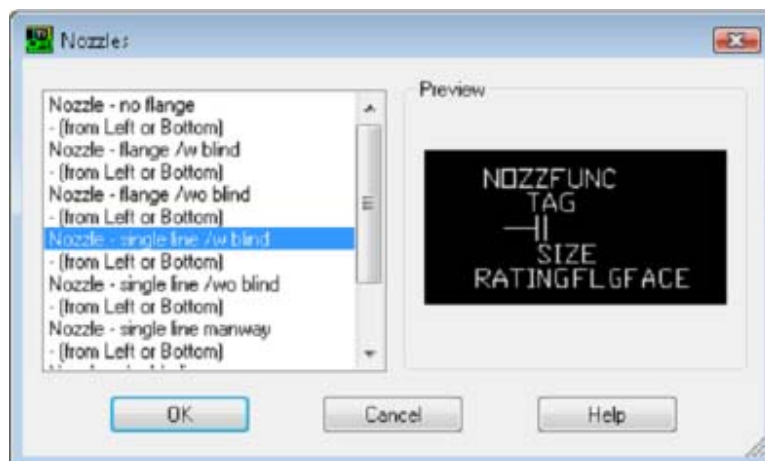 Nozzles
Nozzle - no flange
- (from Left or Bottom)
Nozzle - flange /w blind
- (from Left or Bottom)
Nozzle - flange /wo blind
- (from Left or Bottom)
Nozzle - single line /w blind
- (from Left or Bottom)
Nozzle - single line /wo blind
- (from Left or Bottom)
Nozzle - single line manway
- (from Left or Bottom)
Preview
NOZZFUNC
TAG
SIZE
RATINGFLGFACE
OK
Cancel
Help